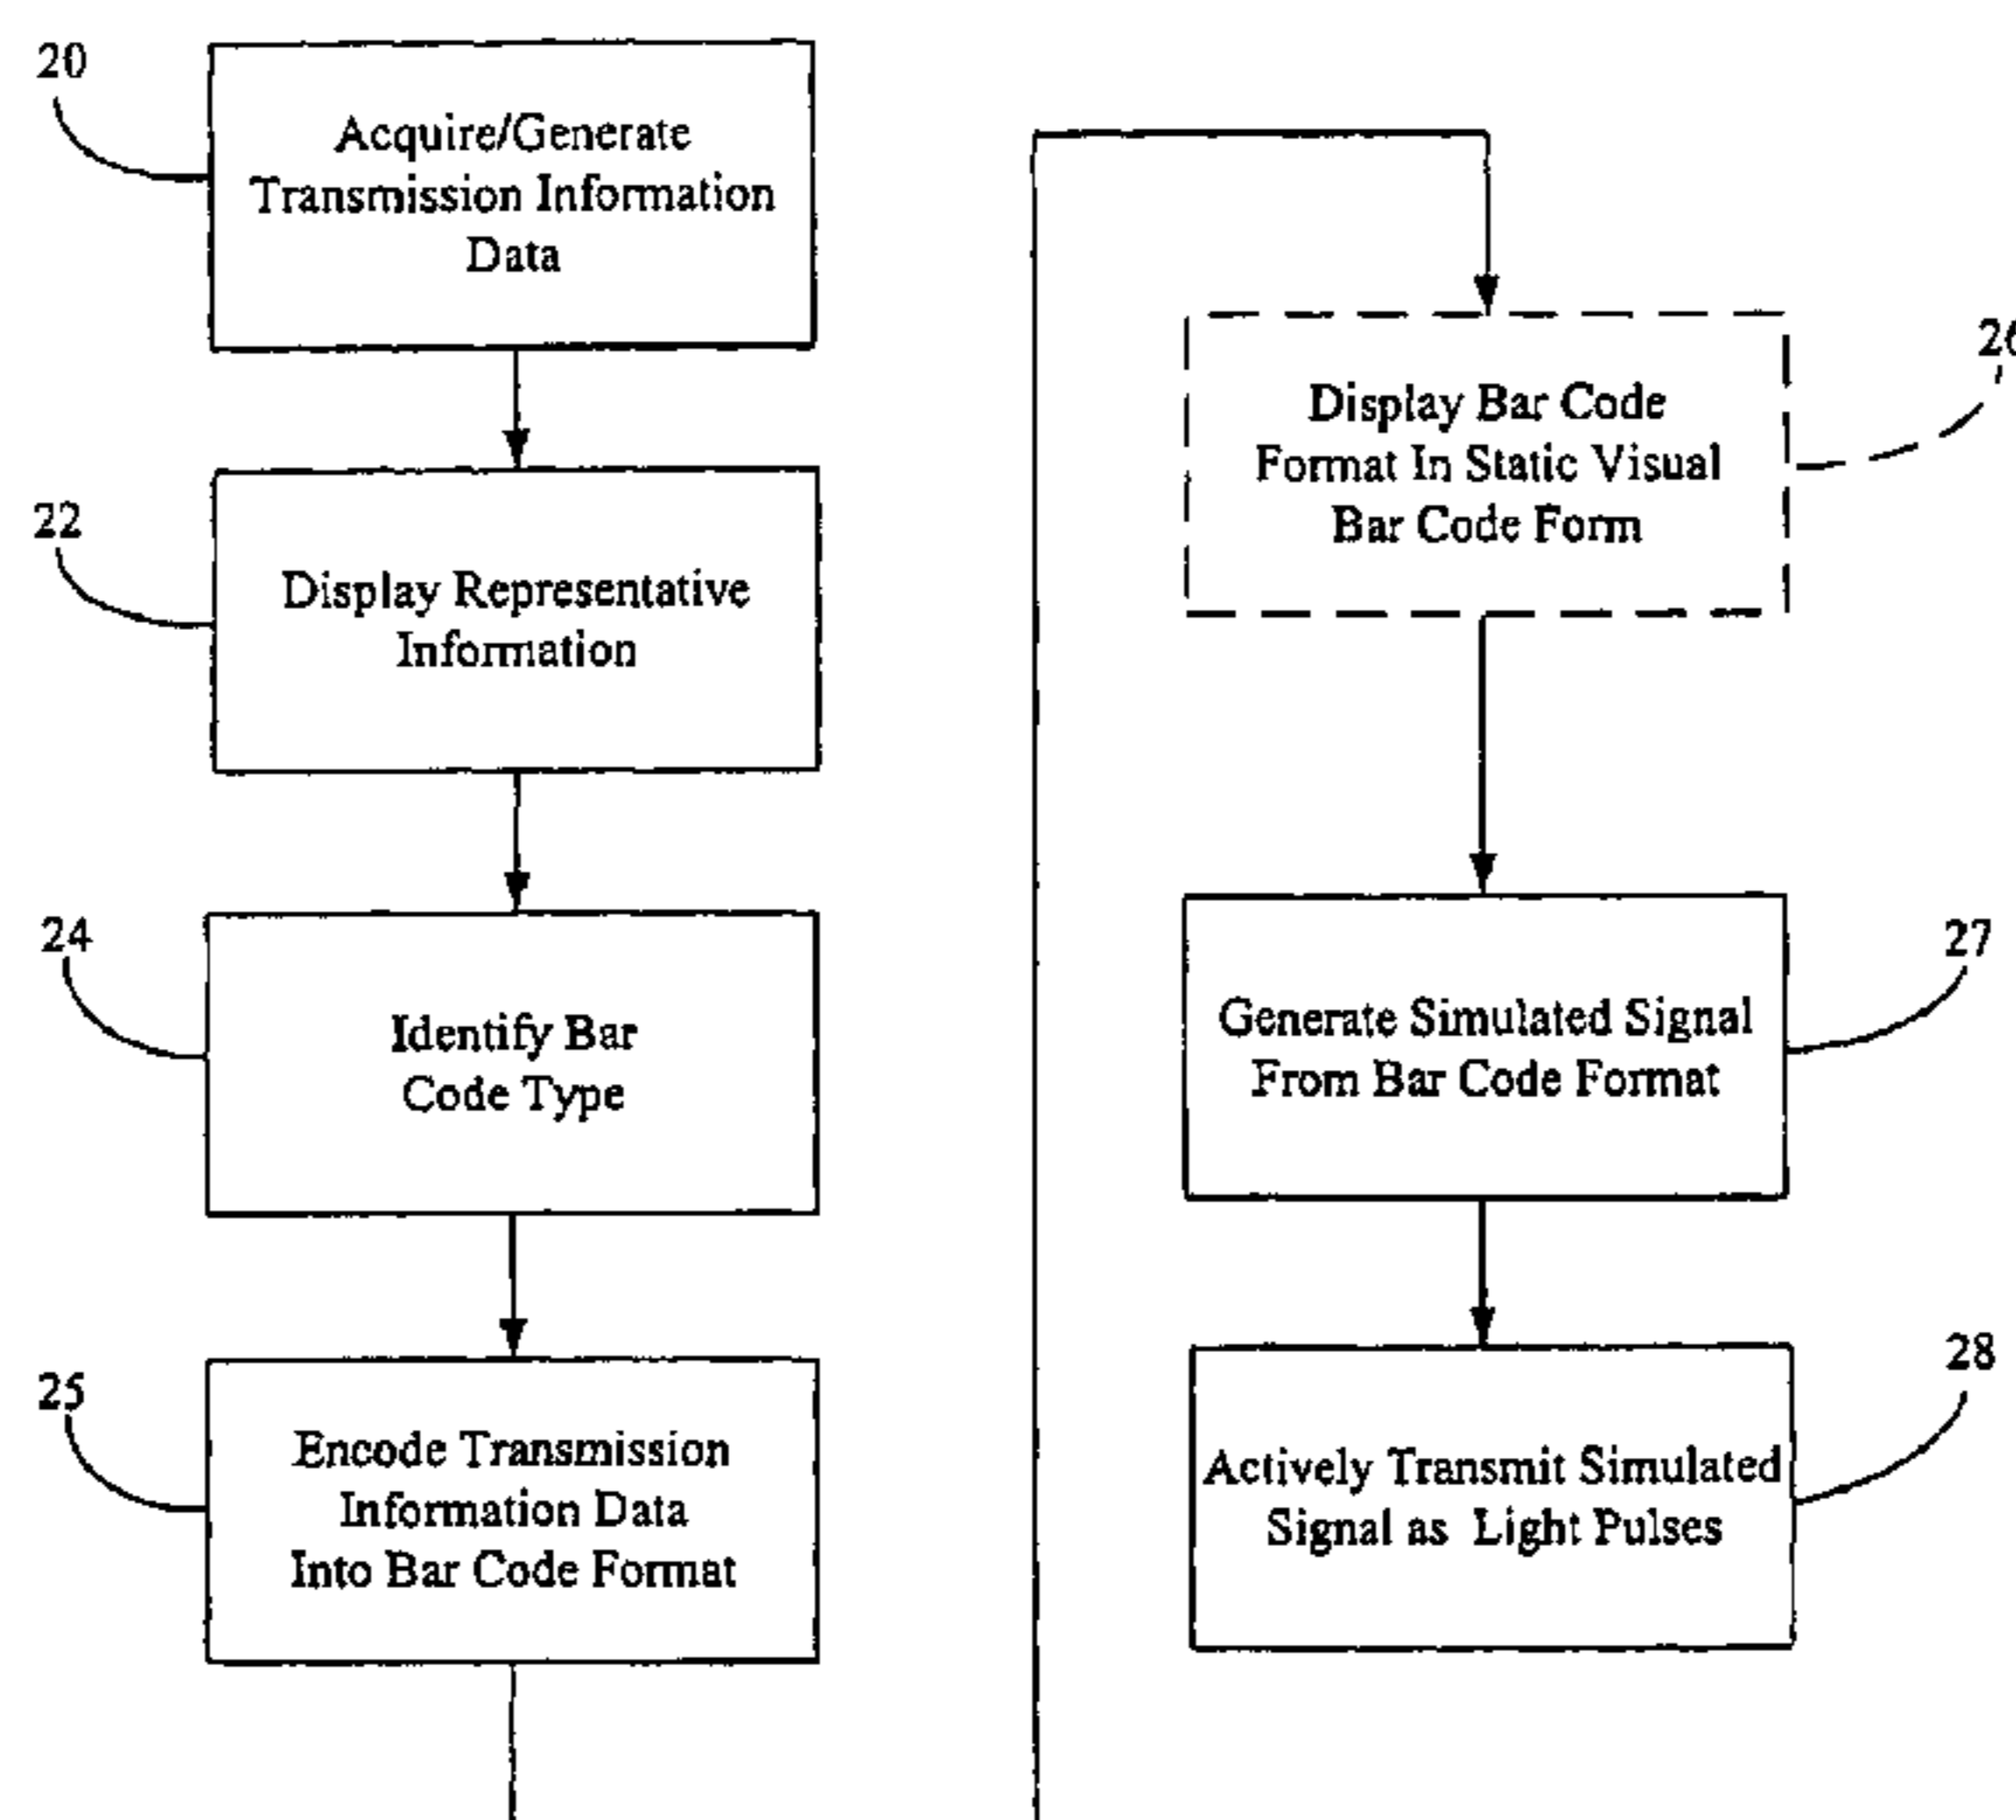 20
Acquire/Generate
Transmission Information
Data
22
Display Representative
Information
24
Identify Bar
Code Type
25
Encode Transmission
Information Data
Into Bar Code Format
26
Display Bar Code
Format In Static Visual
Bar Code Form
27
Generate Simulated Signal
From Bar Code Format
28
Actively Transmit Simulated
Signal as Light Pulses